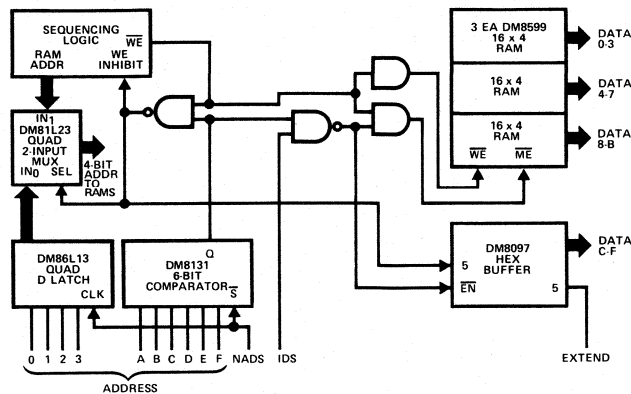 SEQUENCING
LOGIC
WE
RAM
ADDR
WE
INHIBIT
3 EA DM8599
16 x 4
RAM
DATA
0-3
16 x 4
RAM
DATA
4-7
16 x 4
RAM
DATA
8-B
WE
ME
IN1
DM81L23
QUAD
2-INPUT
MUX
IN0 SEL
4-BIT
ADDR
TO
RAMS
DM86L13
QUAD
D LATCH
CLK
Q
DM8131
6-BIT
COMPARATOR
S
DM8097
HEX
BUFFER
5
EN
5
DATA
C-F
0 1 2 3 A B C D E F NADS IDS EXTEND
ADDRESS